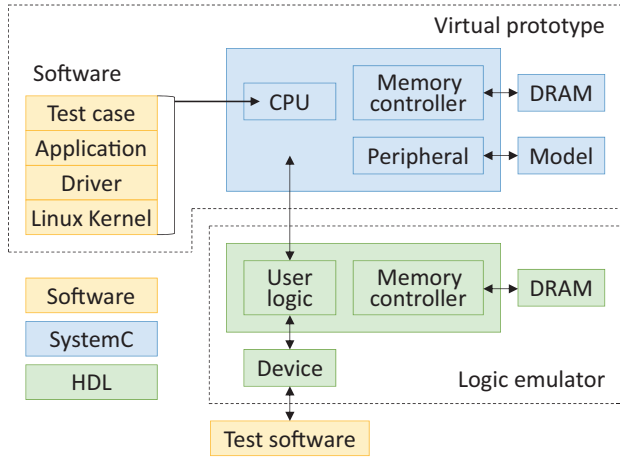 Virtual prototype
Software
Test case
Application
Driver
Linux Kernel
CPU
Memory
controller
DRAM
Peripheral
Model
User
logic
Memory
controller
DRAM
Device
Logic emulator
Test software
Software
SystemC
HDL